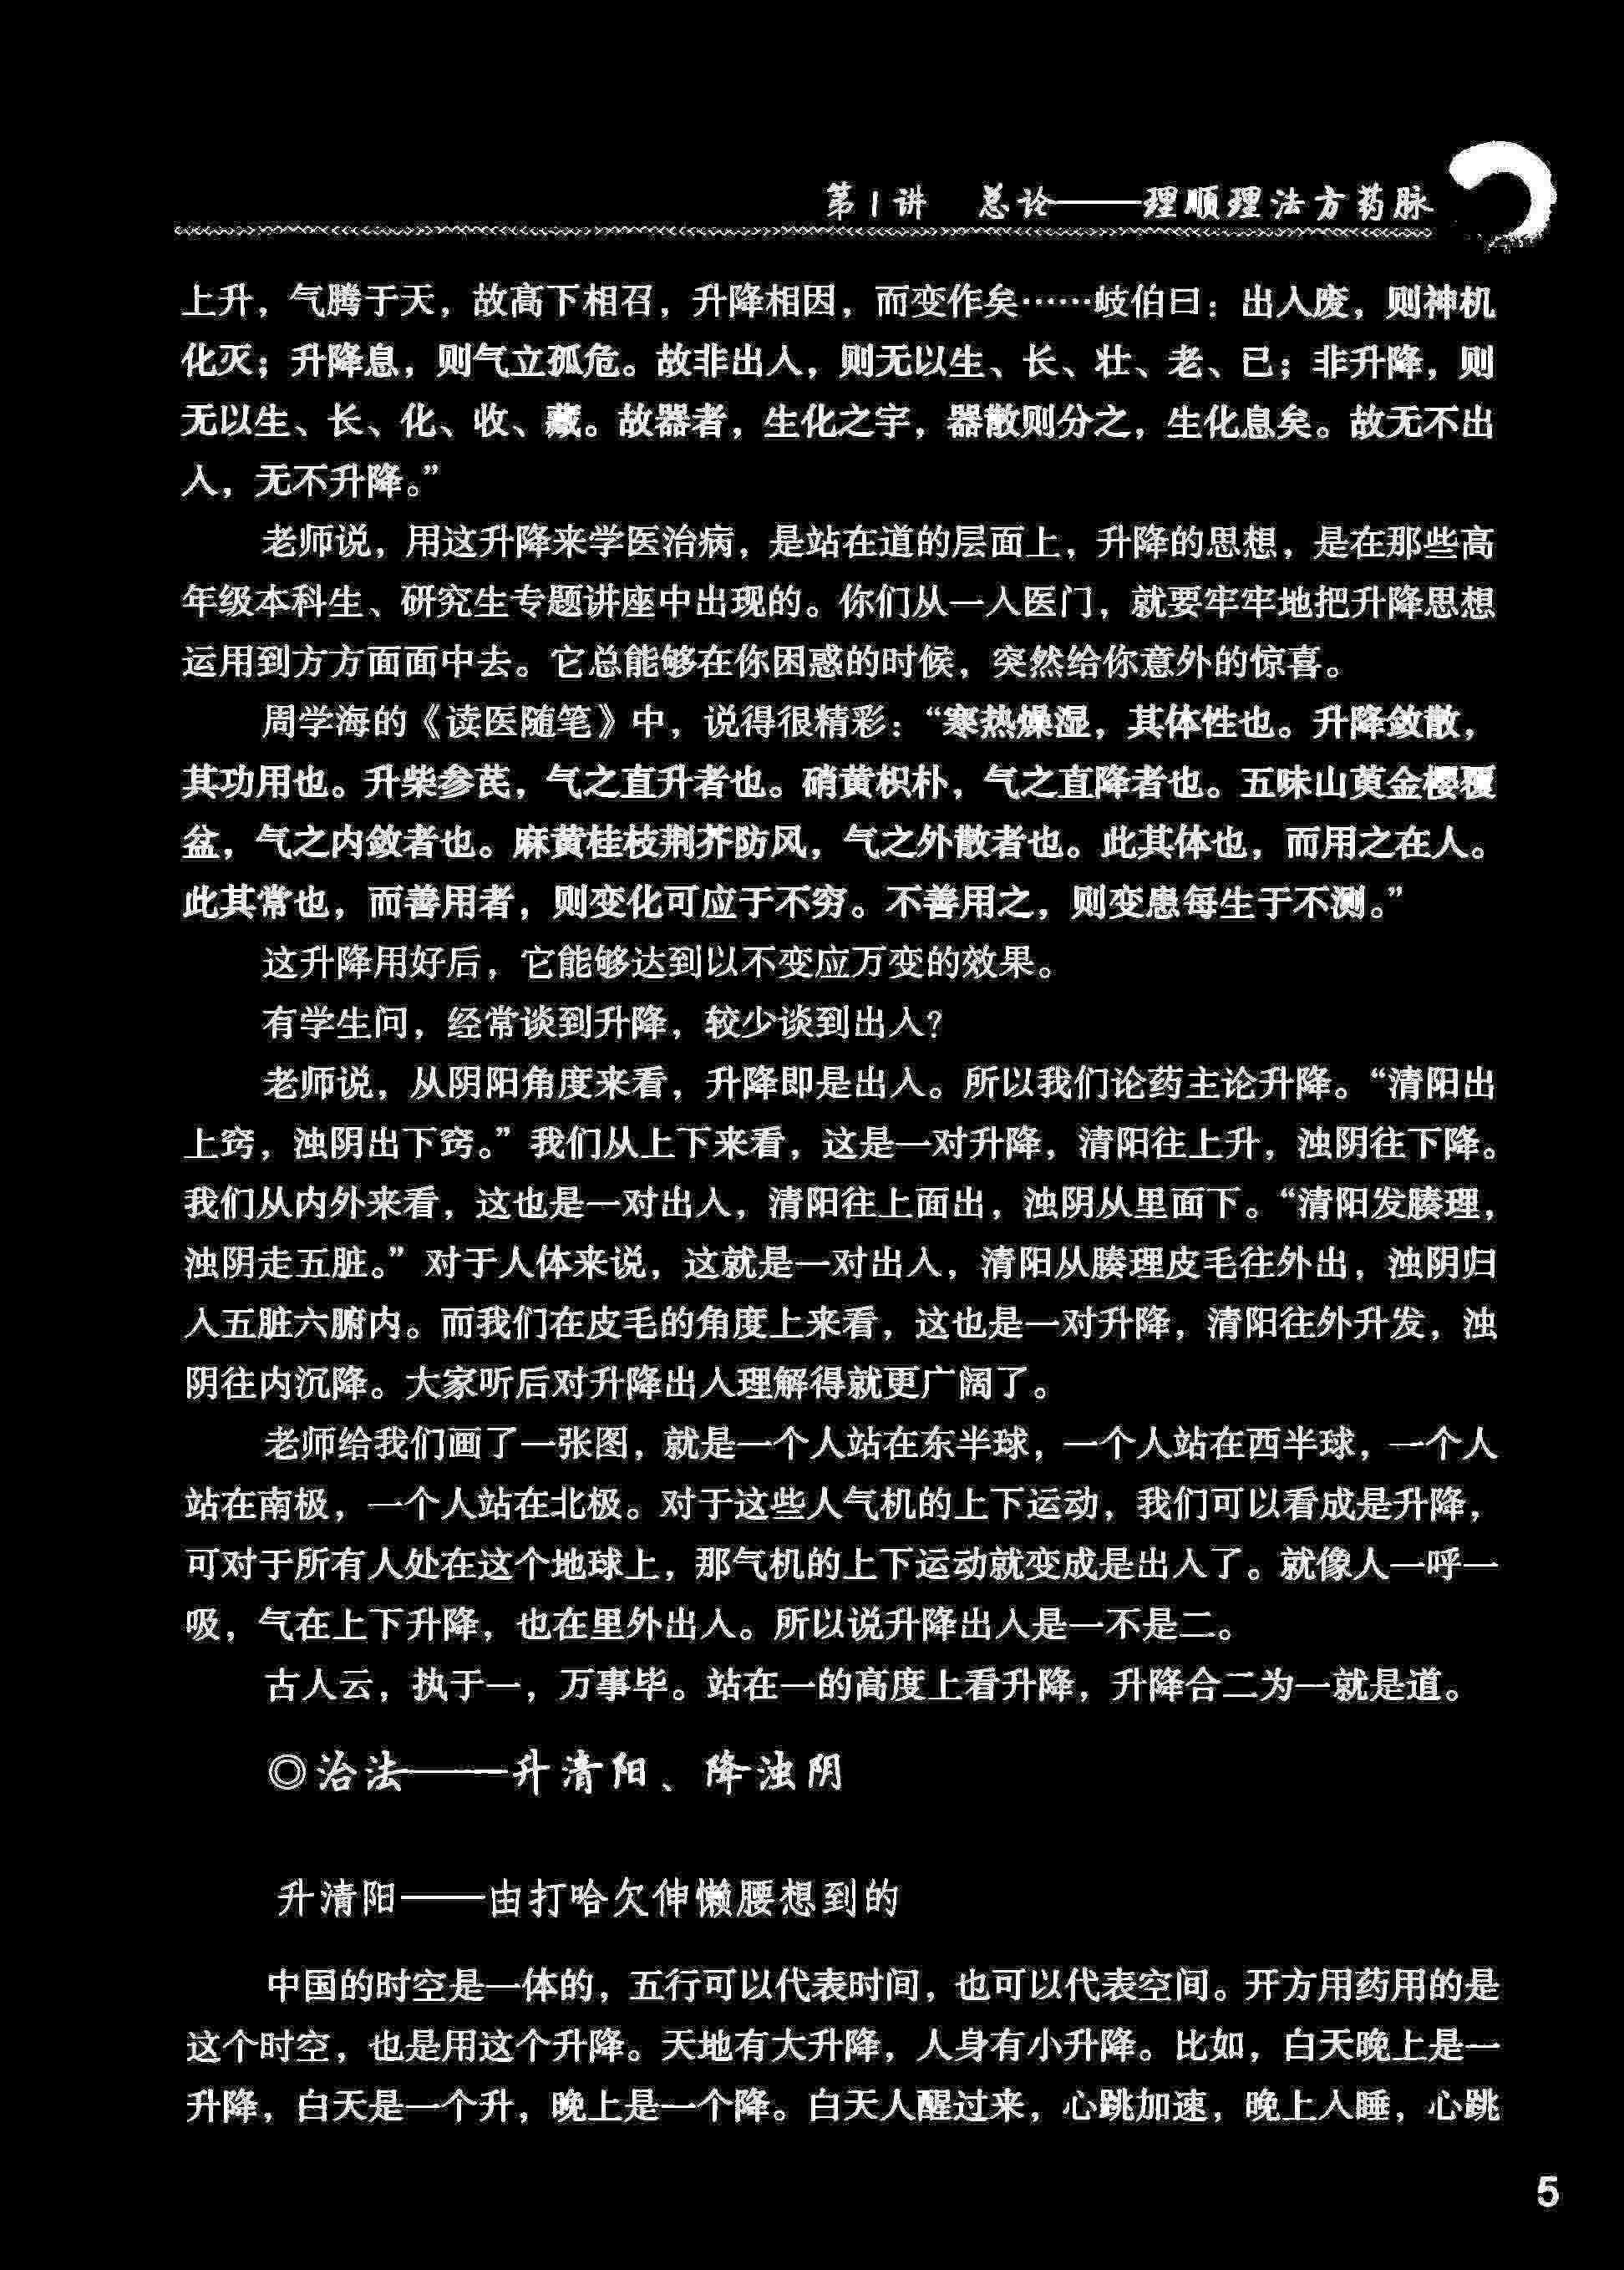 第1讲 总论——理顺理法方药脉
上升，气腾于天，故高下相召，升降相因，而变作矣……岐伯曰：出入废，则神机
化灭；升降息，则气立孤危。故非出入，则无以生、长、壮、老、已；非升降，则
无以生、长、化、收、藏。故器者，生化之宇，器散则分之，生化息矣。故无不出
入，无不升降。”
老师说，用这升降来学医治病，是站在道的层面上，升降的思想，是在那些高
年级本科生、研究生专题讲座中出现的。你们从一入医门，就要牢牢地把升降思想
运用到方方面面中去。它总能够在你困惑的时候，突然给你意外的惊喜。
周学海的《读医随笔》中，说得很精彩：“寒热燥湿，其体性也。升降敛散，
其功用也。升柴参芪，气之直升者也。硝黄枳朴，气之直降者也。五味山萸金樱覆
盆，气之内敛者也。麻黄桂枝荆芥防风，气之外散者也。此其体也，而用之在人。
此其常也，而善用者，则变化可应于不穷。不善用之，则变患每生于不测。”
这升降用好后，它能够达到以不变应万变的效果。
有学生问，经常谈到升降，较少谈到出入？
老师说，从阴阳角度来看，升降即是出入。所以我们论药主论升降。“清阳出
上窍，浊阴出下窍。”我们从上下来看，这是一对升降，清阳往上升，浊阴往下降。
我们从内外来看，这也是一对出入，清阳往上面出，浊阴从里面下。“清阳发腠理，
浊阴走五脏。”对于人体来说，这就是一对出入，清阳从腠理皮毛往外出，浊阴归
入五脏六腑内。而我们在皮毛的角度上来看，这也是一对升降，清阳往外升发，浊
阴往内沉降。大家听后对升降出入理解得就更广阔了。
老师给我们画了一张图，就是一个人站在东半球，一个人站在西半球，一个人
站在南极，一个人站在北极。对于这些人气机的上下运动，我们可以看成是升降，
可对于所有人处在这个地球上，那气机的上下运动就变成是出入了。就像人一呼一
吸，气在上下升降，也在里外出入。所以说升降出入是一不是二。
古人云，执于一，万事毕。站在一的高度上看升降，升降合二为一就是道。
◎治法——升清阳、降浊阴
升清阳——由打哈欠伸懒腰想到的
中国的时空是一体的，五行可以代表时间，也可以代表空间。开方用药用的是
这个时空，也是用这个升降。天地有大升降，人身有小升降。比如，白天晚上是一
升降，白天是一个升，晚上是一个降。白天人醒过来，心跳加速，晚上入睡，心跳
5